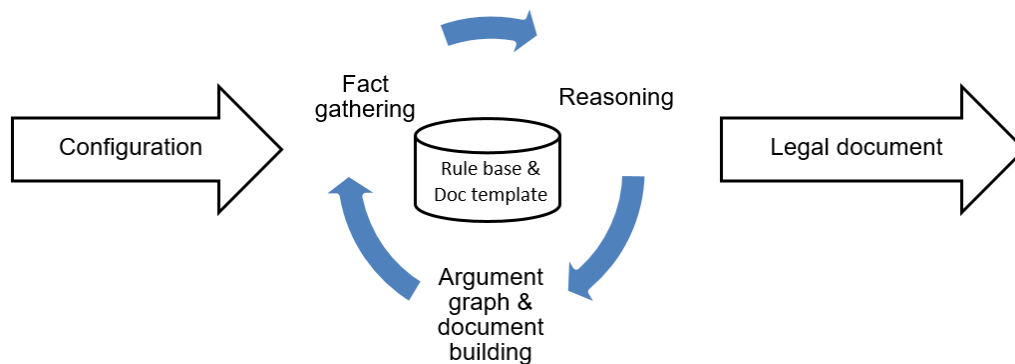 Configuration
Fact
gathering
Reasoning
Rule base &
Doc template
Argument
graph &
document
building
Legal document